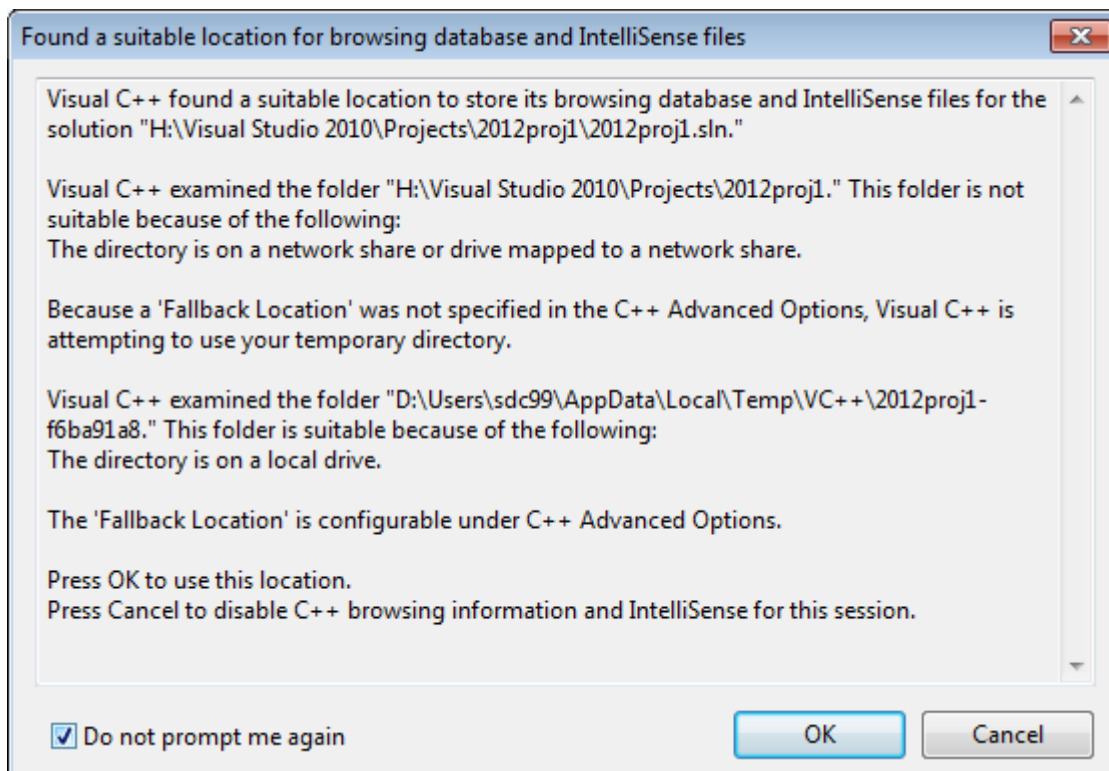 Found a suitable location for browsing database and IntelliSense files
Visual C++ found a suitable location to store its browsing database and IntelliSense files for the
solution "H:\Visual Studio 2010\Projects\2012proj1\2012proj1.sln."
Visual C++ examined the folder "H:\Visual Studio 2010\Projects\2012proj1." This folder is not
suitable because of the following:
The directory is on a network share or drive mapped to a network share.
Because a 'Fallback Location' was not specified in the C++ Advanced Options, Visual C++ is
attempting to use your temporary directory.
Visual C++ examined the folder "D:\Users\sdc99\AppData\Local\Temp\VC++\2012proj1-
f6ba91a8." This folder is suitable because of the following:
The directory is on a local drive.
The 'Fallback Location' is configurable under C++ Advanced Options.
Press OK to use this location.
Press Cancel to disable C++ browsing information and IntelliSense for this session.
Do not prompt me again
OK
Cancel